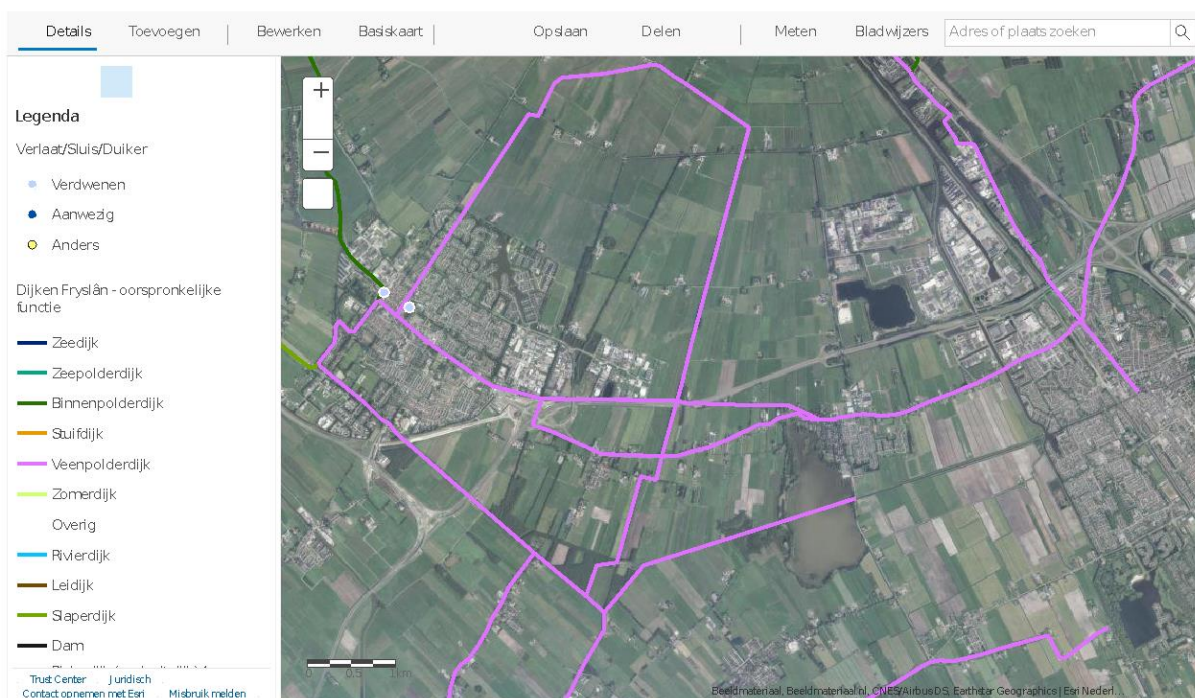 Details Toevoegen Bewerken Basiskaart Opslaan Delen Meten Bladwijzers Adres of plaats zoeken
Legenda
Verlaat/Sluis/Duiker
Verdwenen
Aanwezig
Anders
Dijken Fryslân - oorspronkelijke
functie
Zeedijk
Zeepolderdijk
Binnenpolderdijk
Stuifdijk
Veenpolderdijk
Zomerdijk
Overig
Rivierdijk
Leidijk
Slaperdijk
Dam
Trust Center Juridisch
Contact opnemen met Esri Misbruik melden
+
−
0 0.5 1km
Beeldmateriaal, Beeldmateriaal.nl, CNES/Airbus DS, Earthstar Geographics | Esri Nederl...